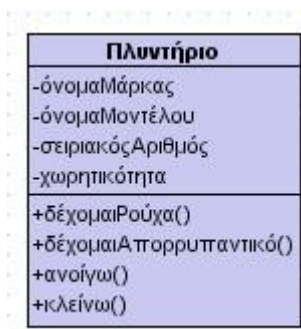 Πλυντήριο
-όνομαΜάρκας
-όνομαΜοντέλου
-σειριακόςΑριθμός
-χωρητικότητα
+δέχομαιΡούχα()
+δέχομαιΑπορρυπαντικό()
+ανοίγω()
+κλείνω()